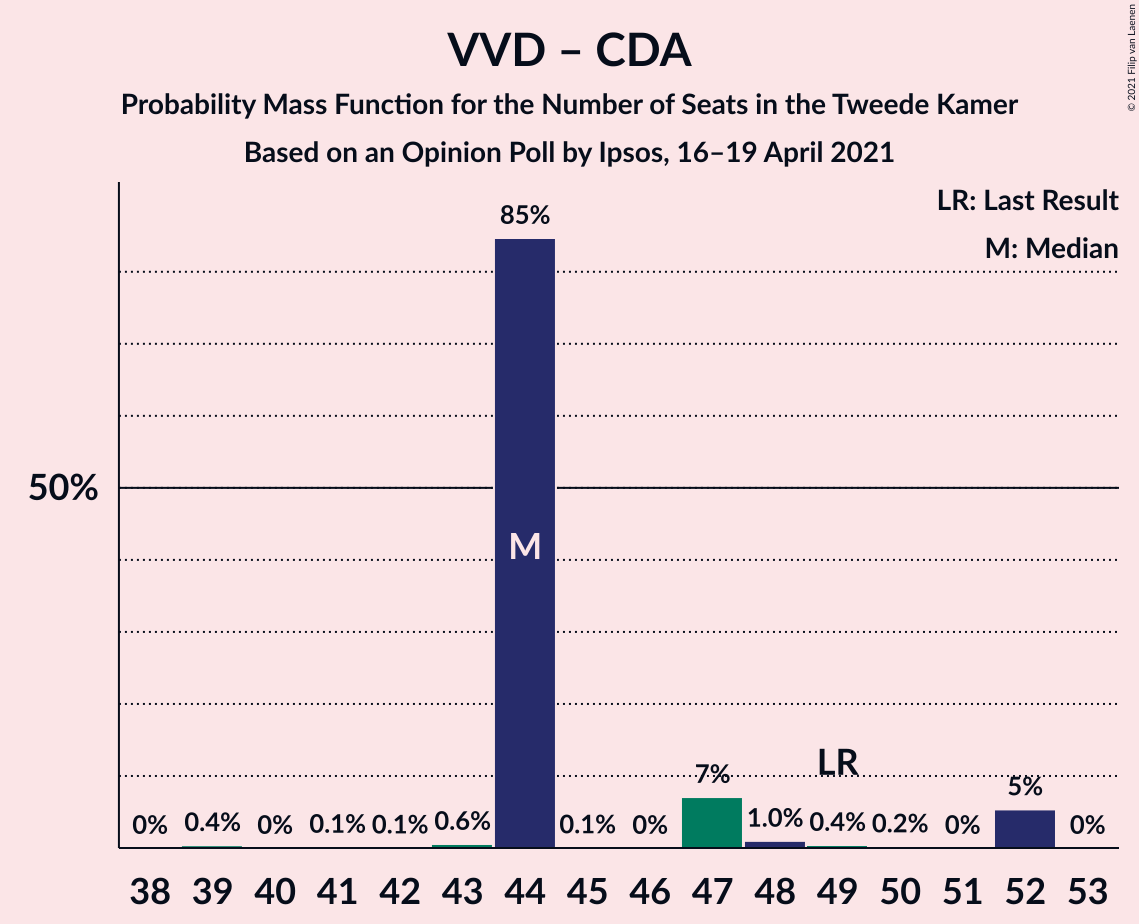 VVD – CDA
Probability Mass Function for the Number of Seats in the Tweede Kamer
Based on an Opinion Poll by Ipsos, 16–19 April 2021
© 2021 Filip van Laenen
LR: Last Result
M: Median
85%
50%
M
LR
7%
5%
0% 0.4% 0% 0.1% 0.1% 0.6% 0.1% 0% 1.0% 0.4% 0.2% 0% 0%
38 39 40 41 42 43 44 45 46 47 48 49 50 51 52 53